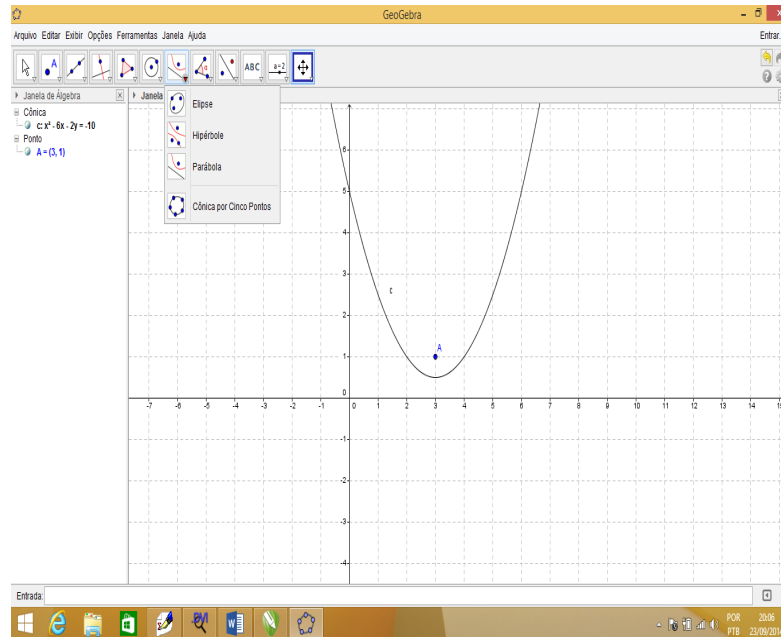 GeoGebra
Arquivo Editar Exibir Opções Ferramentas Janela Ajuda
Entrar.
A
ABC
a=2
Janela de Álgebra
Janela
Cônica
c: x² - 6x - 2y = -10
Ponto
A = (3, 1)
Elipse
Hipérbole
Parábola
Cônica por Cinco Pontos
6
5
4
3
2
1
0
-1
-2
-3
-4
c
A
-7 -6 -5 -4 -3 -2 -1 0 1 2 3 4 5 6 7 8 9 10 11 12 13 14
Entrada:
POR 20:06
PTB 23/09/201